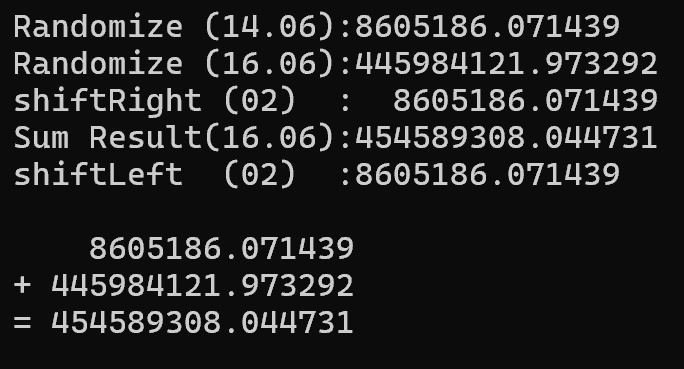 Randomize (14.06):8605186.071439
Randomize (16.06):445984121.973292
shiftRight (02)  :  8605186.071439
Sum Result(16.06):454589308.044731
shiftLeft  (02)  :8605186.071439

    8605186.071439
+ 445984121.973292
= 454589308.044731